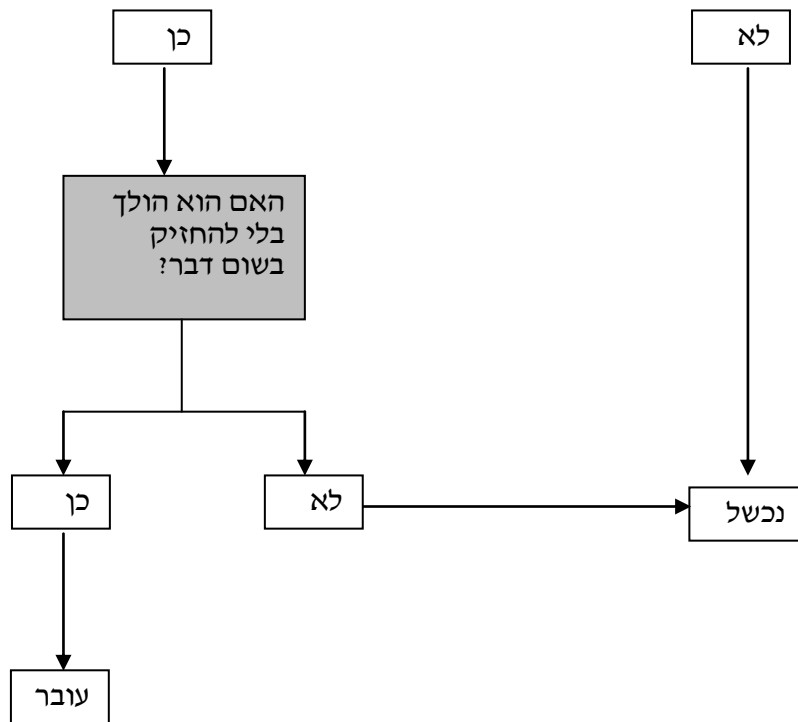 כן
לא
האם הוא הולך
בלי להחזיק
בשום דבר?
כן
לא
נכשל
עובר